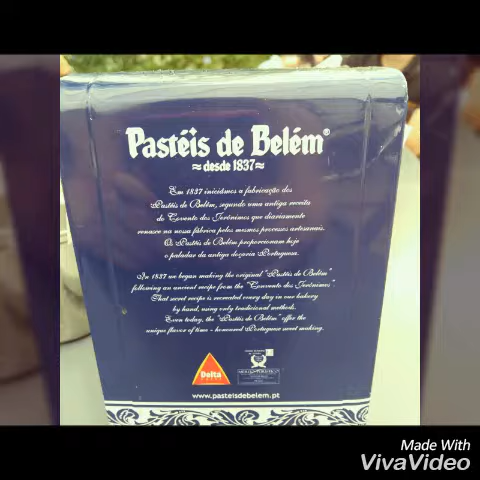 Pastéis de Belém®
≈ desde 1837 ≈
Em 1837 iniciámos a fabricação dos
Pastéis de Belém, segundo uma antiga receita
do Convento dos Jerónimos que diariamente
renasce na nossa fábrica pelos mesmos processos artesanais.
Os Pastéis de Belém proporcionam hoje
o paladar da antiga doçaria Portuguesa.
In 1837 we began making the original "Pastéis de Belém"
following an ancient recipe from the "Convento dos Jerónimos".
That secret recipe is recreated every day in our bakery
by hand, using only traditional methods.
Even today, the "Pastéis de Belém" offer the
unique flavor of time - honoured Portuguese sweet making.
Delta
CAFÉS
www.pasteisdebelem.pt
Made With
VivaVideo